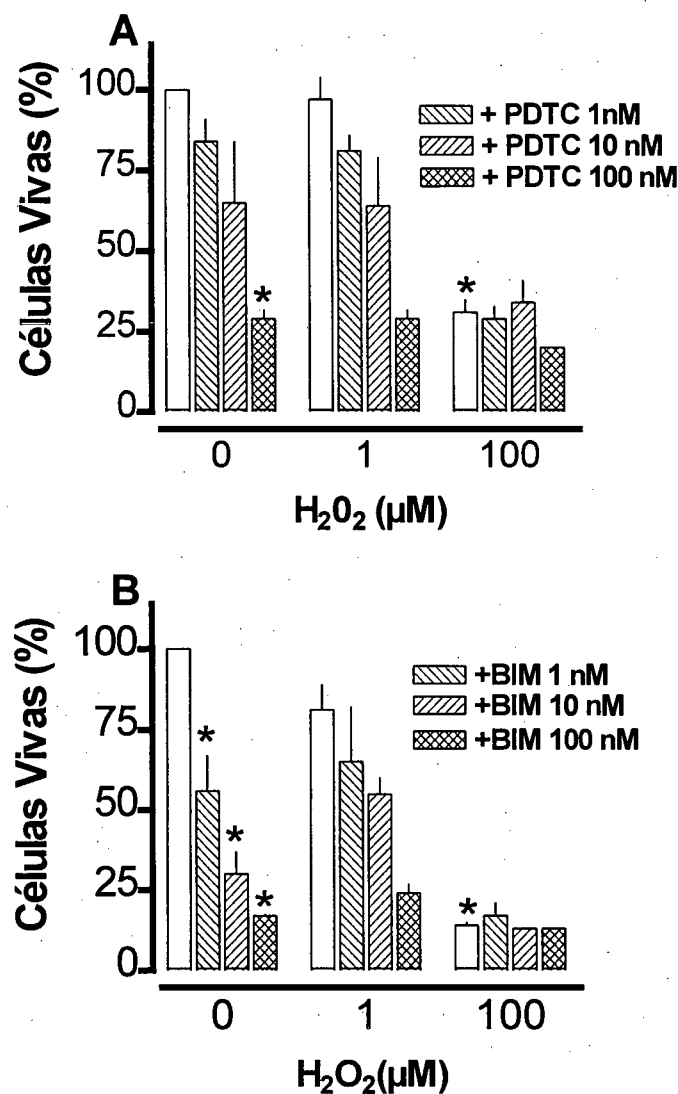 A
Células Vivas (%)
100
75
50
25
0
+ PDTC 1nM
+ PDTC 10 nM
+ PDTC 100 nM
*
*
0 1 100
H₂0₂ (µM)
B
Células Vivas (%)
100
75
50
25
0
+BIM 1 nM
+BIM 10 nM
+BIM 100 nM
*
*
*
*
0 1 100
H₂O₂(µM)